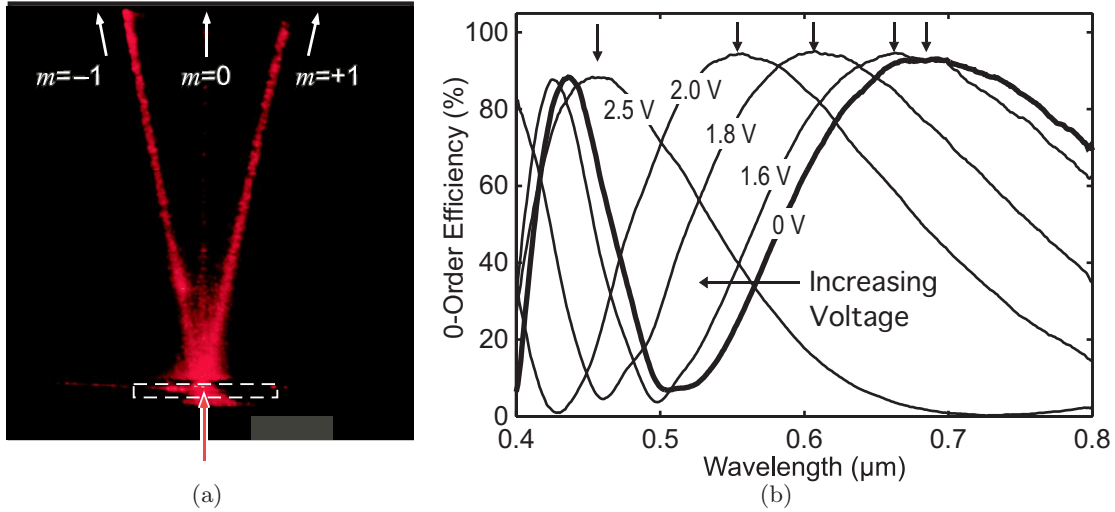 m=–1
m=0
m=+1
(a)
0-Order Efficiency (%)
100
80
60
40
20
0
2.5 V
2.0 V
1.8 V
1.6 V
0 V
Increasing
Voltage
0.4
0.5
0.6
0.7
0.8
Wavelength (µm)
(b)